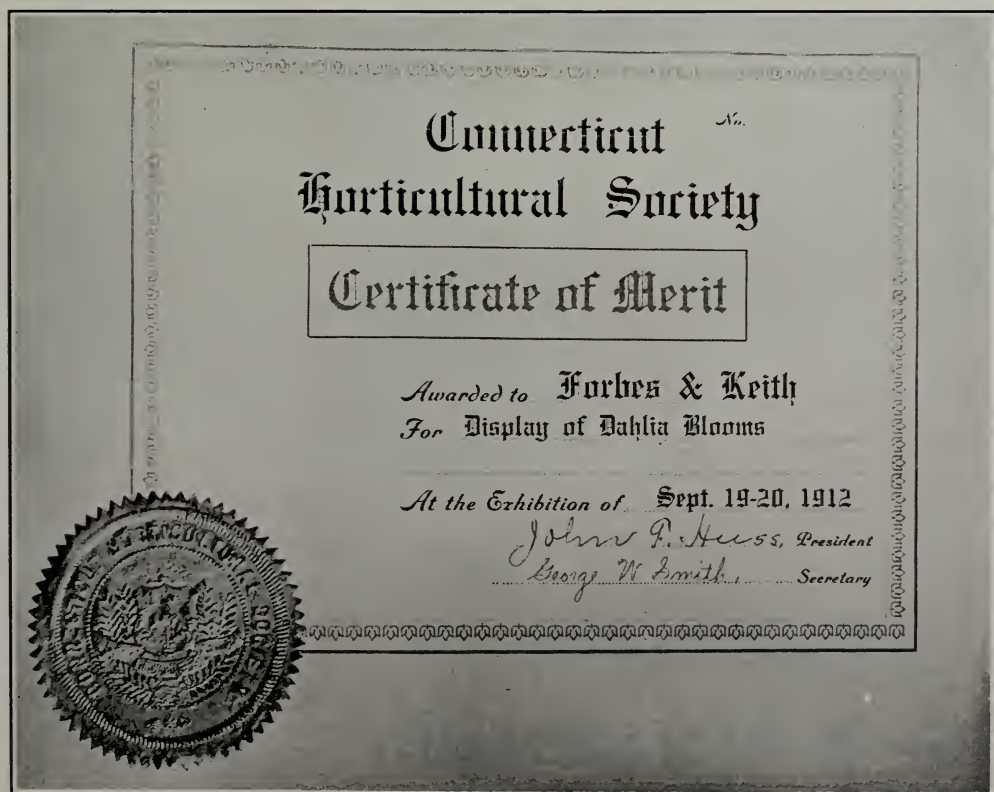 Connecticut No.
Horticultural Society
Certificate of Merit
Awarded to Forbes & Keith
For Display of Dahlia Blooms
At the Exhibition of Sept. 19-20, 1912
John F. Huss, President
George W Smith, Secretary